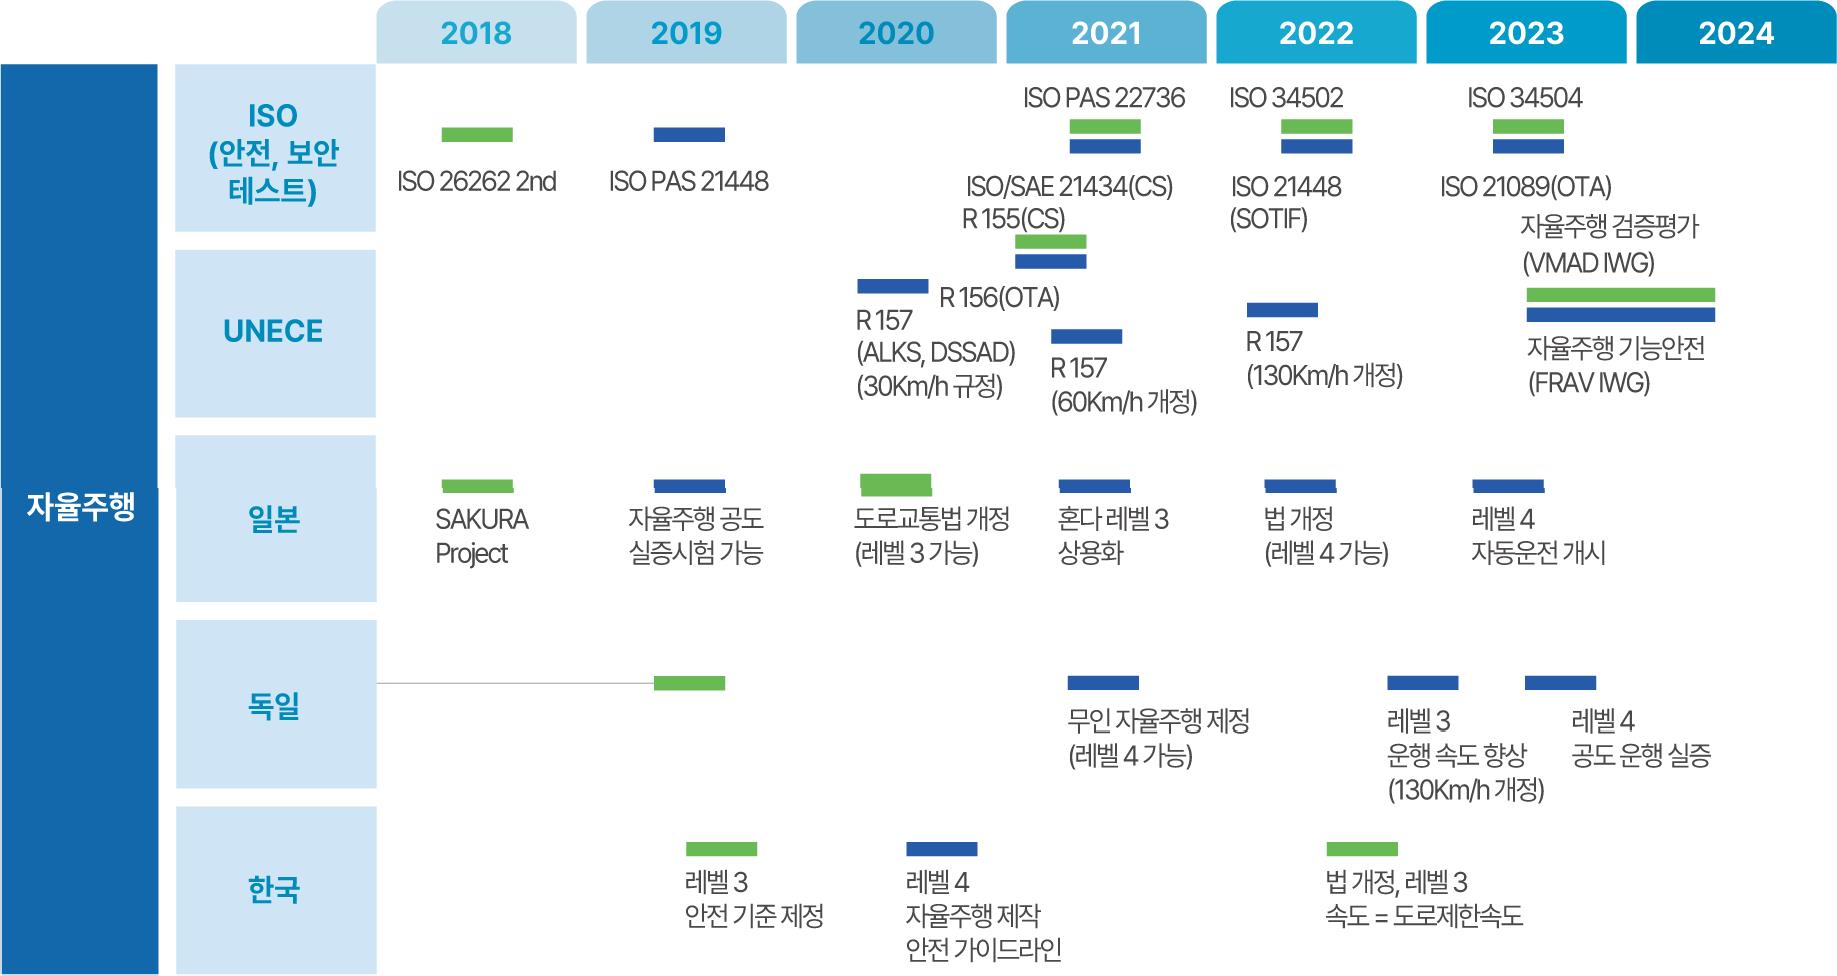 2018
2019
2020
2021
2022
2023
2024
자율주행
ISO
(안전, 보안
테스트)
ISO 26262 2nd
ISO PAS 21448
ISO PAS 22736
ISO/SAE 21434(CS)
ISO 34502
ISO 21448
(SOTIF)
ISO 34504
ISO 21089(OTA)
UNECE
R 157
(ALKS, DSSAD)
(30Km/h 규정)
R 155(CS)
R 156(OTA)
R 157
(60Km/h 개정)
R 157
(130Km/h 개정)
자율주행 검증평가
(VMAD IWG)
자율주행 기능안전
(FRAV IWG)
일본
SAKURA
Project
자율주행 공도
실증시험 가능
도로교통법 개정
(레벨 3 가능)
혼다 레벨 3
상용화
법 개정
(레벨 4 가능)
레벨 4
자동운전 개시
독일
무인 자율주행 제정
(레벨 4 가능)
레벨 3
운행 속도 향상
(130Km/h 개정)
레벨 4
공도 운행 실증
한국
레벨 3
안전 기준 제정
레벨 4
자율주행 제작
안전 가이드라인
법 개정, 레벨 3
속도 = 도로제한속도